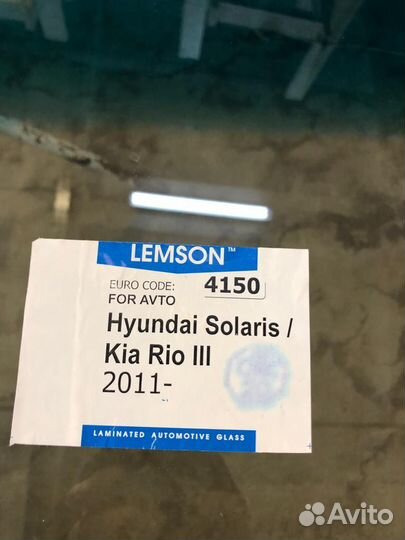 LEMSON™
EURO CODE: 4150
FOR AVTO
Hyundai Solaris /
Kia Rio III
2011-
LAMINATED AUTOMOTIVE GLASS
Avito